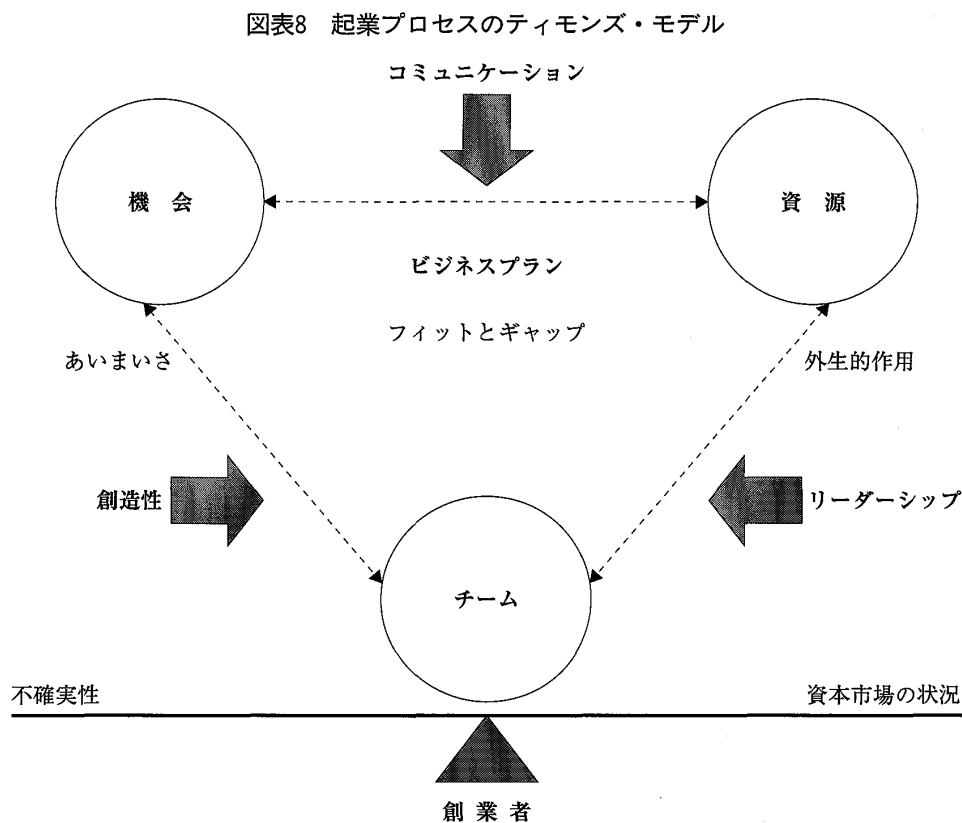 図表8　起業プロセスのティモンズ・モデル
コミュニケーション
機　会
資　源
ビジネスプラン
フィットとギャップ
あいまいさ
外生的作用
創造性
リーダーシップ
チーム
不確実性
資本市場の状況
創 業 者